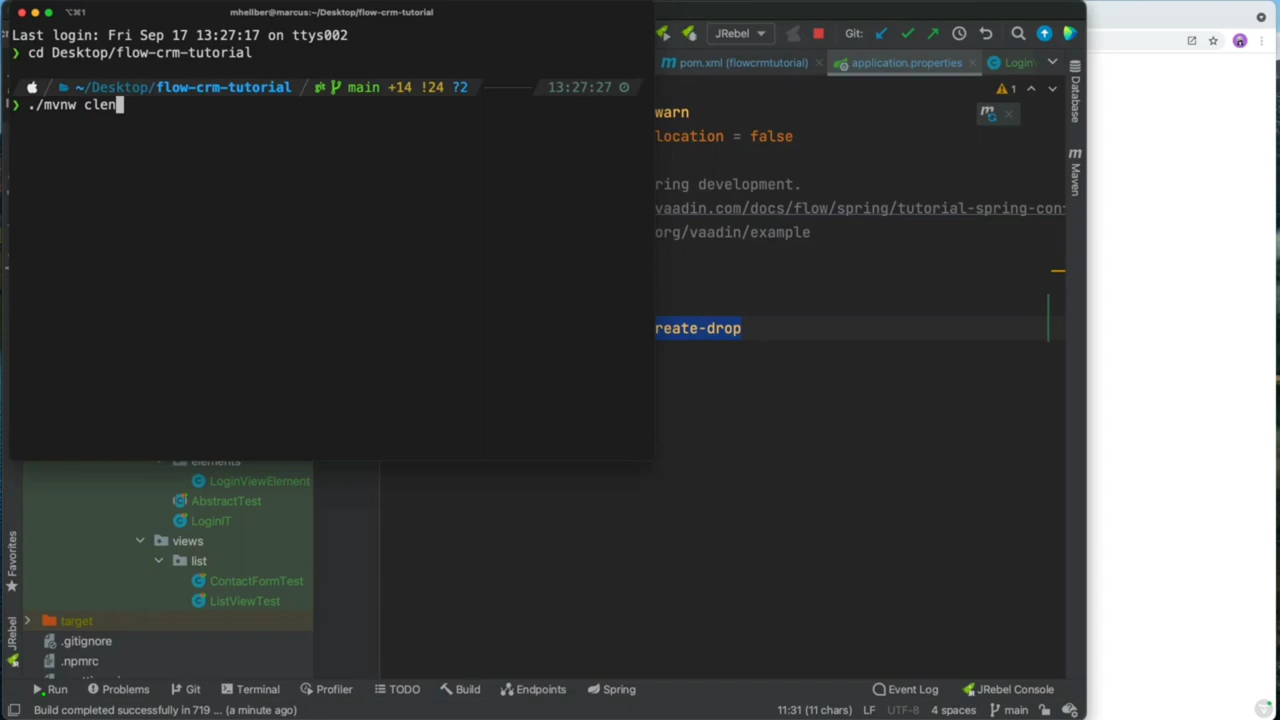 ⌥⌘1
mhellber@marcus:~/Desktop/flow-crm-tutorial
Last login: Fri Sep 17 13:27:17 on ttys002
❯ cd Desktop/flow-crm-tutorial
~/Desktop/flow-crm-tutorial
main +14 !24 ?2
13:27:27
❯ ./mvnw clen
JRebel
Git:
pom.xml (flowcrmtutorial)
application.properties
Login
1
warn
location = false
ring development.
vaadin.com/docs/flow/spring/tutorial-spring-con
org/vaadin/example
reate-drop
Database
Maven
elements
LoginViewElement
AbstractTest
LoginIT
views
list
ContactFormTest
ListViewTest
target
.gitignore
.npmrc
Favorites
JRebel
Run
Problems
Git
Terminal
Profiler
TODO
Build
Endpoints
Spring
Event Log
JRebel Console
Build completed successfully in 719 ... (a minute ago)
11:31 (11 chars)
LF
UTF-8
4 spaces
main